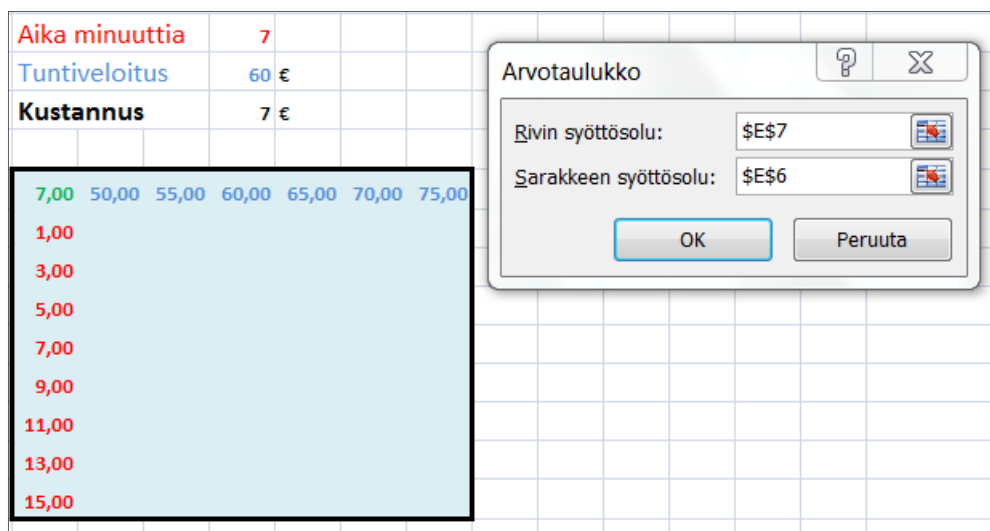 Aika minuuttia 7
Tuntiveloitus 60 €
Kustannus 7 €
7,00 50,00 55,00 60,00 65,00 70,00 75,00
1,00
3,00
5,00
7,00
9,00
11,00
13,00
15,00
Arvotaulukko
Rivin syöttösolu: $E$7
Sarakkeen syöttösolu: $E$6
OK Peruuta